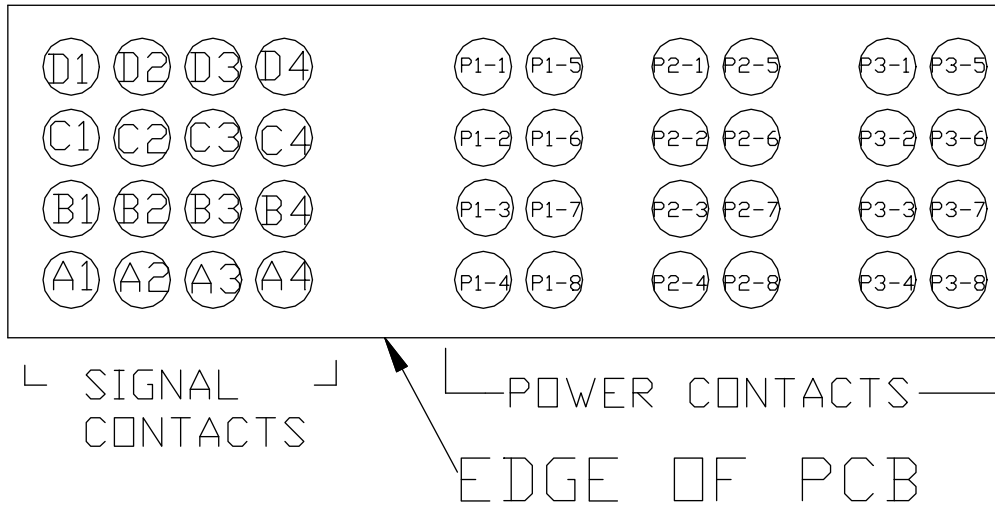 D1 D2 D3 D4 P1-1 P1-5 P2-1 P2-5 P3-1 P3-5
C1 C2 C3 C4 P1-2 P1-6 P2-2 P2-6 P3-2 P3-6
B1 B2 B3 B4 P1-3 P1-7 P2-3 P2-7 P3-3 P3-7
A1 A2 A3 A4 P1-4 P1-8 P2-4 P2-8 P3-4 P3-8
SIGNAL
CONTACTS
POWER CONTACTS
EDGE OF PCB